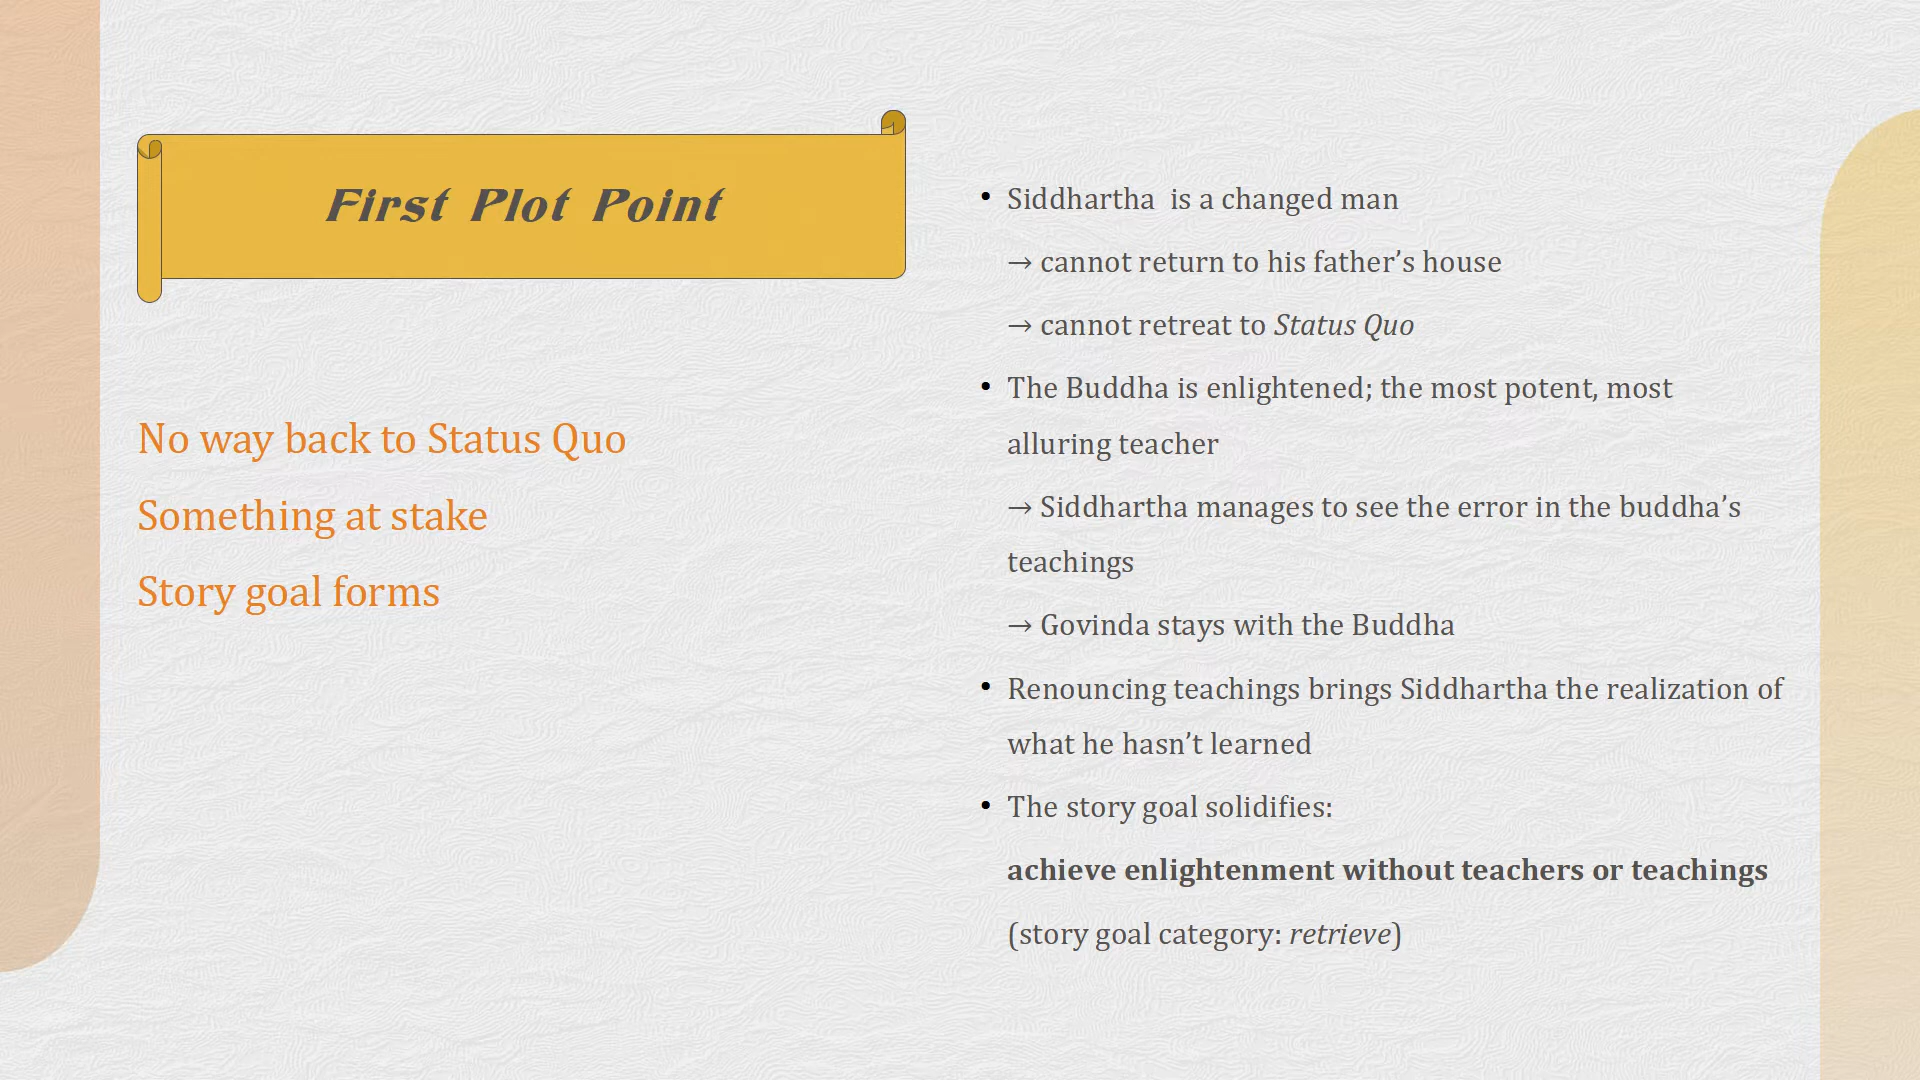 First Plot Point
No way back to Status Quo
Something at stake
Story goal forms
• Siddhartha  is a changed man
→ cannot return to his father’s house
→ cannot retreat to Status Quo
• The Buddha is enlightened; the most potent, most
alluring teacher
→ Siddhartha manages to see the error in the buddha’s
teachings
→ Govinda stays with the Buddha
• Renouncing teachings brings Siddhartha the realization of
what he hasn’t learned
• The story goal solidifies:
achieve enlightenment without teachers or teachings
(story goal category: retrieve)